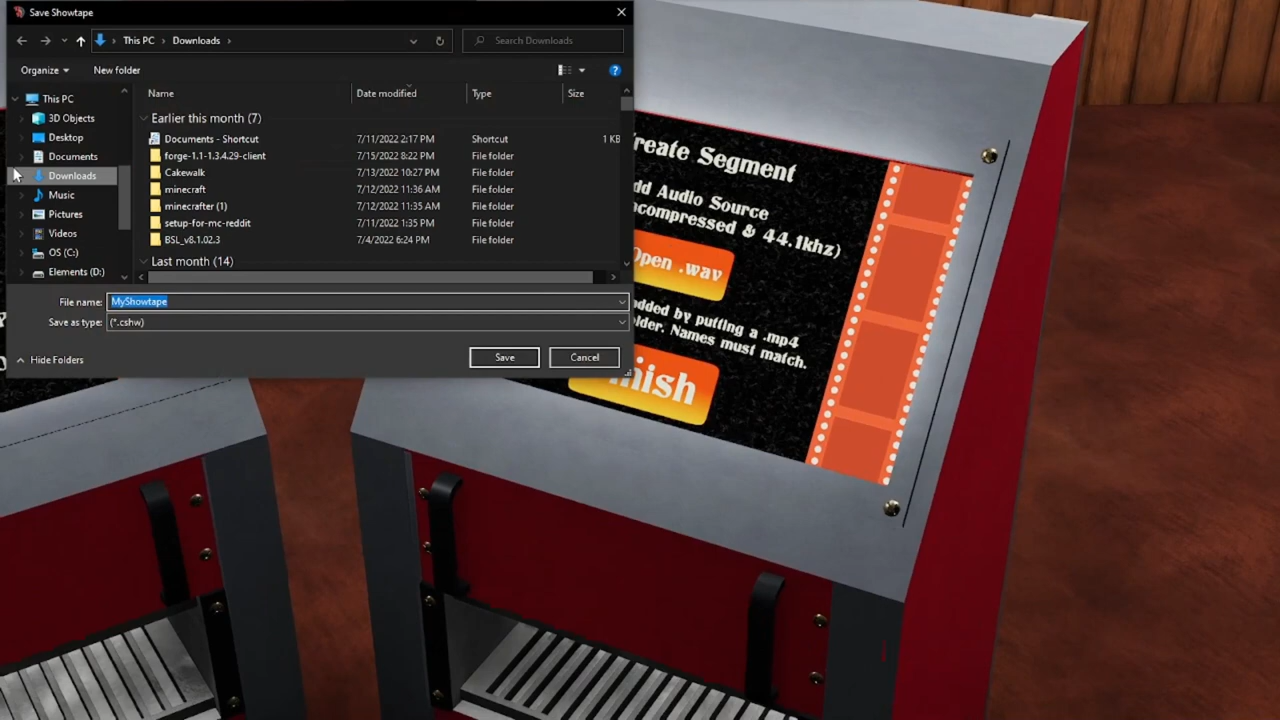 Save Showtape
This PC > Downloads >
Search Downloads
Organize
New folder
Name Date modified Type Size
This PC
3D Objects
Desktop
Documents
Downloads
Music
Pictures
Videos
OS (C:)
Elements (D:)
Earlier this month (7)
Documents - Shortcut 7/11/2022 2:17 PM Shortcut 1 KB
forge-1.1-1.3.4.29-client 7/15/2022 8:22 PM File folder
Cakewalk 7/13/2022 10:27 PM File folder
minecraft 7/12/2022 11:36 AM File folder
minecrafter (1) 7/12/2022 11:35 AM File folder
setup-for-mc-reddit 7/11/2022 1:35 PM File folder
BSL_v8.1.02.3 7/4/2022 6:24 PM File folder
Last month (14)
File name: MyShowtape
Save as type: (*.cshw)
Hide Folders
Save
Cancel
reate Segment
dd Audio Source
ncompressed & 44.1khz)
Open .wav
added by putting a .mp4
lder. Names must match.
inish